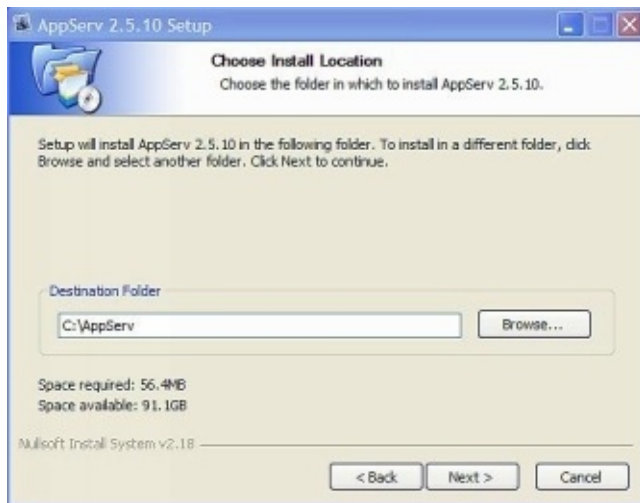 AppServ 2.5.10 Setup
Choose Install Location
Choose the folder in which to install AppServ 2.5.10.
Setup will install AppServ 2.5.10 in the following folder. To install in a different folder, click
Browse and select another folder. Click Next to continue.
Destination Folder
C:\AppServ
Browse...
Space required: 56.4MB
Space available: 91.1GB
Nullsoft Install System v2.18
< Back
Next >
Cancel